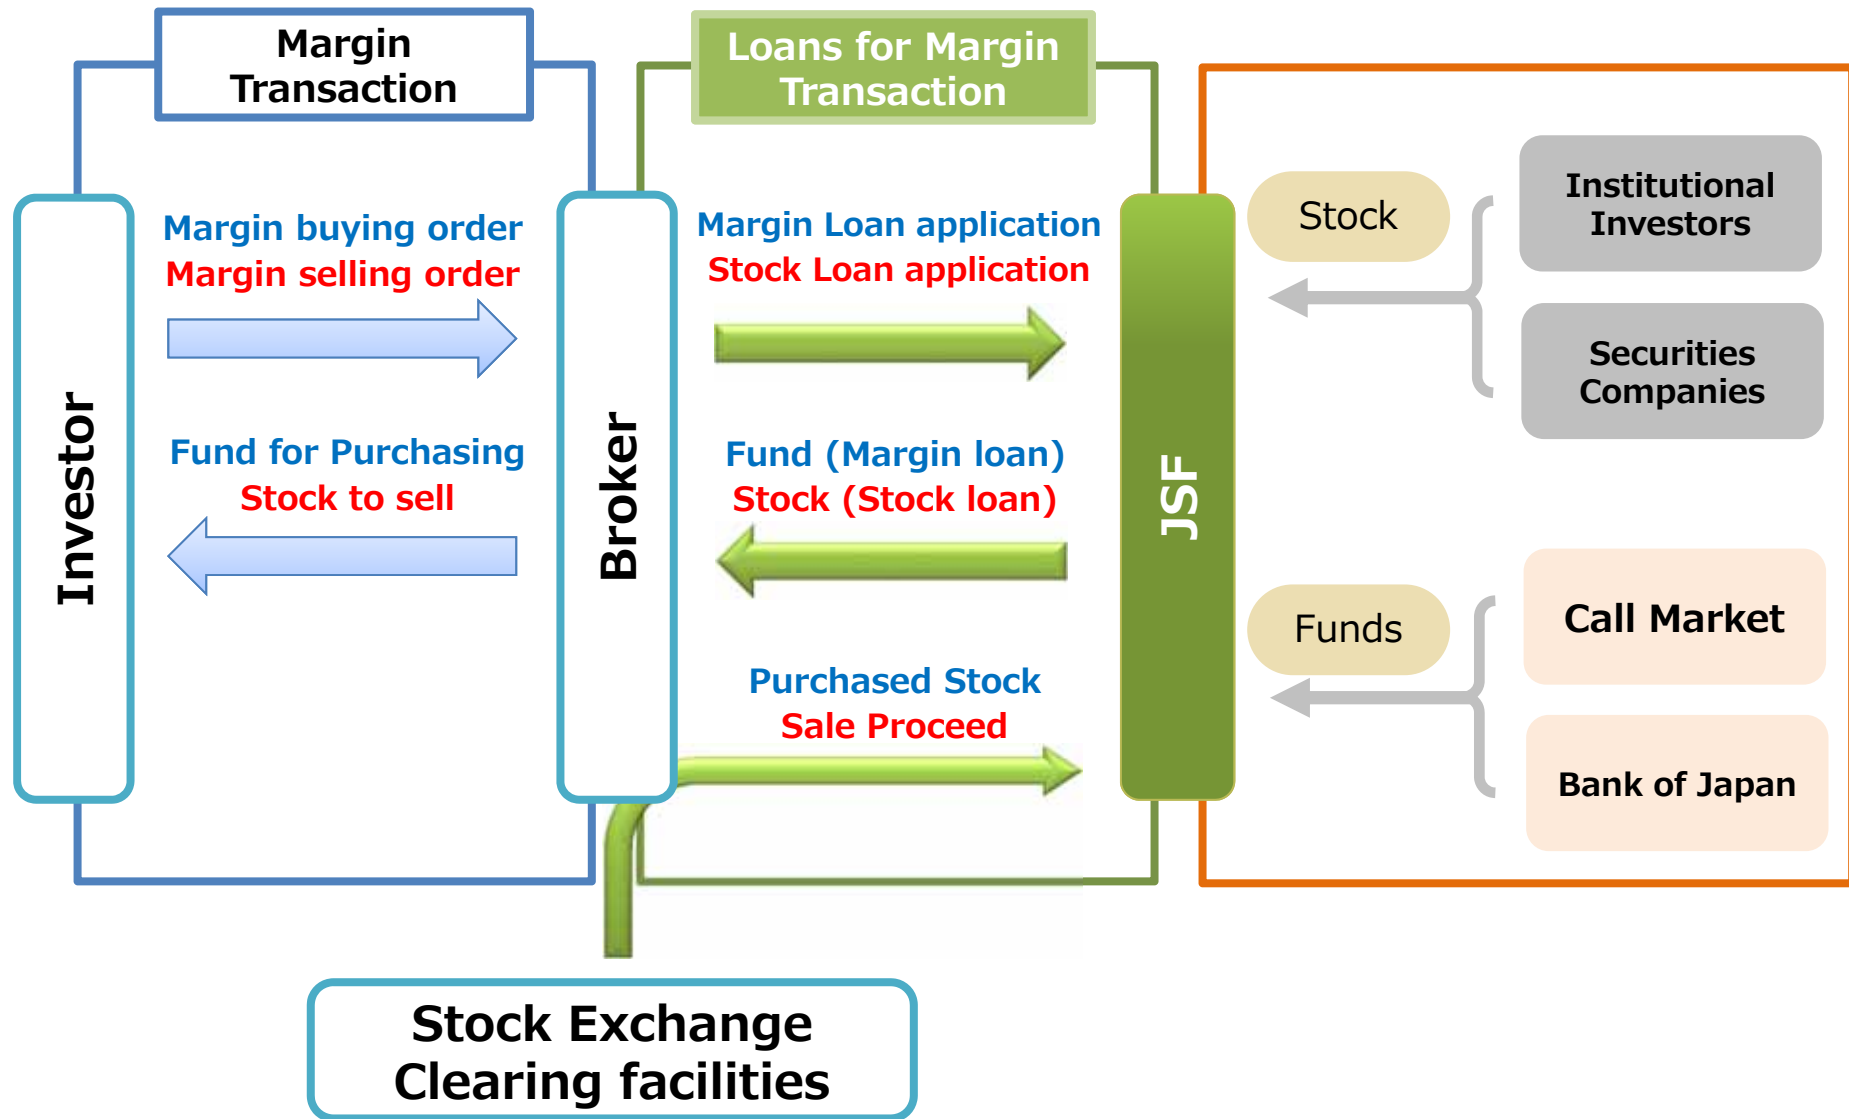 Margin
Transaction
Loans for Margin
Transaction
Investor
Margin buying order
Margin selling order
Fund for Purchasing
Stock to sell
Broker
Margin Loan application
Stock Loan application
Fund (Margin loan)
Stock (Stock loan)
Purchased Stock
Sale Proceed
JSF
Stock
Institutional
Investors
Securities
Companies
Funds
Call Market
Bank of Japan
Stock Exchange
Clearing facilities